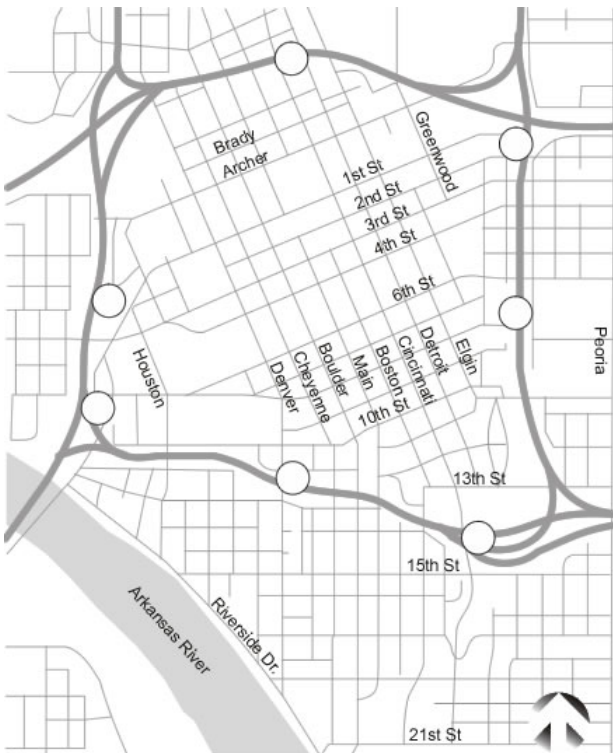 Brady
Archer
Greenwood
1st St
2nd St
3rd St
4th St
6th St
Peoria
Houston
Denver
Cheyenne
Boulder
Main
Boston
Cincinnati
Detroit
Elgin
10th St
13th St
15th St
Arkansas River
Riverside Dr.
21st St